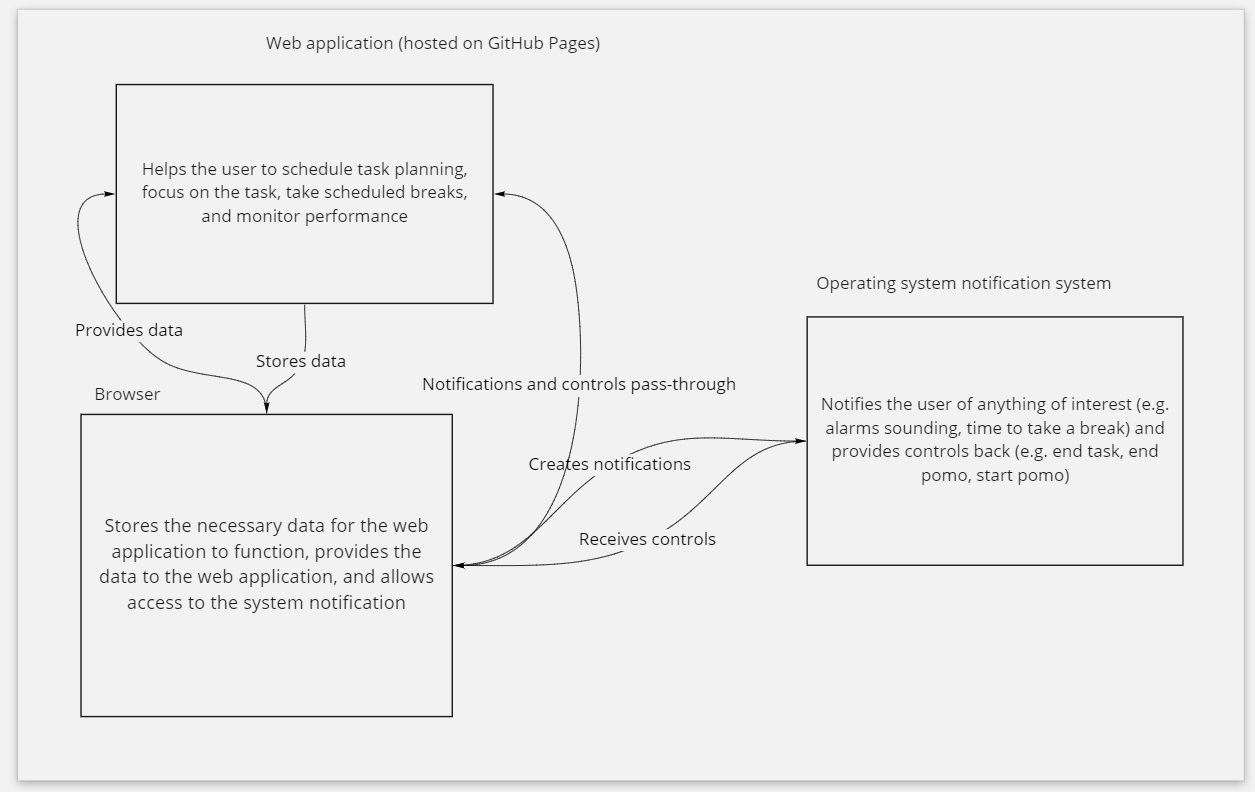 Web application (hosted on GitHub Pages)
Helps the user to schedule task planning,
focus on the task, take scheduled breaks,
and monitor performance
Provides data
Stores data
Browser
Stores the necessary data for the web
application to function, provides the
data to the web application, and allows
access to the system notification
Notifications and controls pass-through
Creates notifications
Receives controls
Operating system notification system
Notifies the user of anything of interest (e.g.
alarms sounding, time to take a break) and
provides controls back (e.g. end task, end
pomo, start pomo)